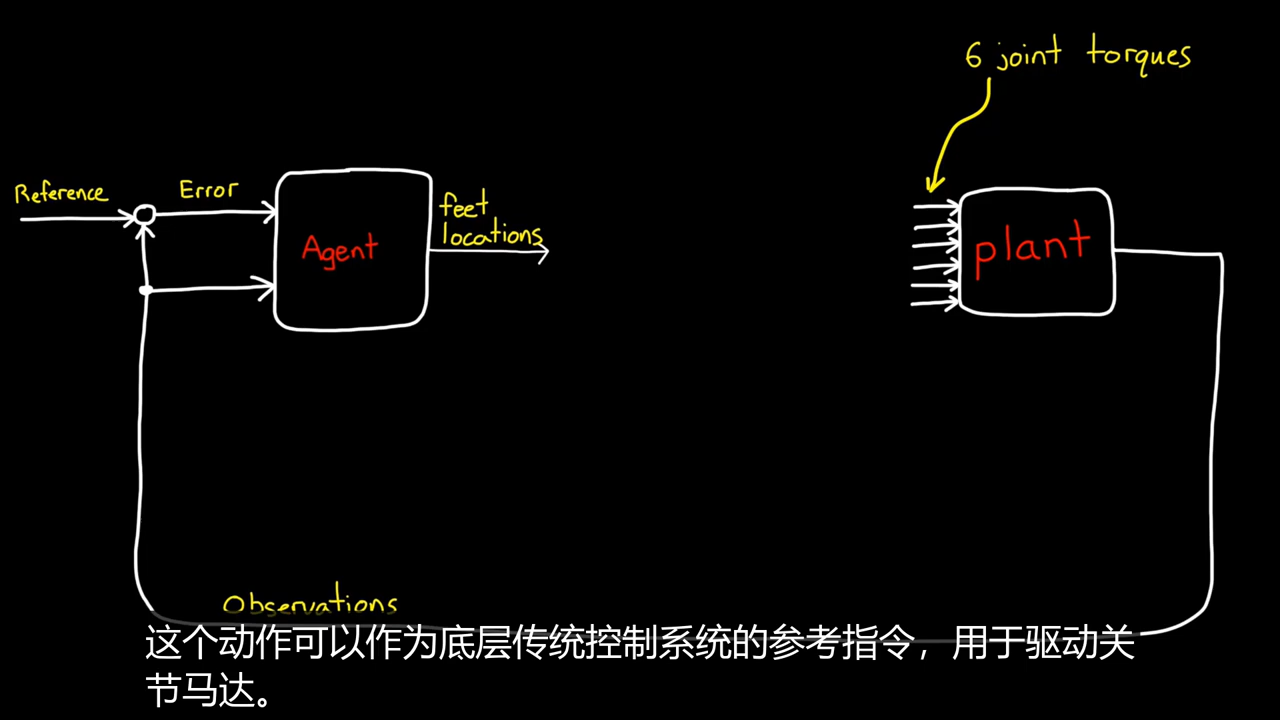 6 joint torques
Reference
Error
feet
locations
Agent
plant
Observations
这个动作可以作为底层传统控制系统的参考指令，用于驱动关
节马达。